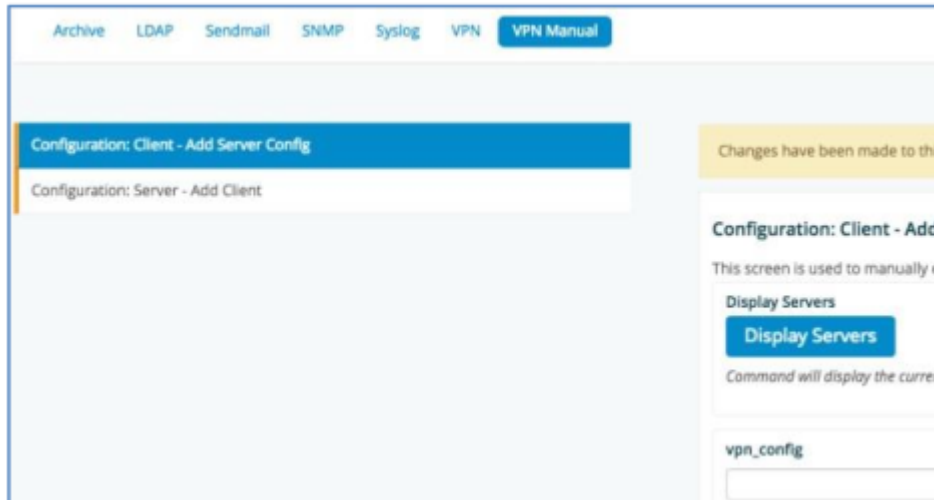 Archive LDAP Sendmail SNMP Syslog VPN VPN Manual
Configuration: Client - Add Server Config
Configuration: Server - Add Client
Changes have been made to
Configuration: Client - Add
This screen is used to manually
Display Servers
Display Servers
Command will display the
vpn_config